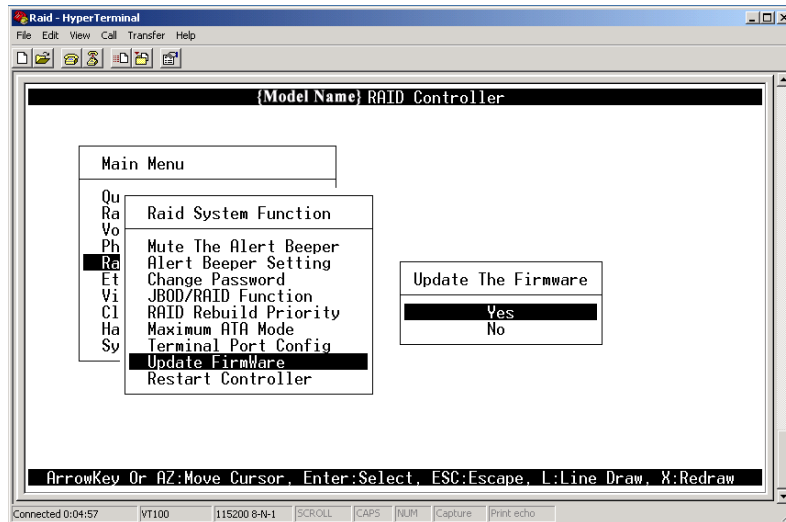 Raid - HyperTerminal
File Edit View Call Transfer Help
{Model Name} RAID Controller
Main Menu
Qu
Ra
Vo
Ph
Ra
Et
Vi
Cl
Ha
Sy
Raid System Function
Mute The Alert Beeper
Alert Beeper Setting
Change Password
JBOD/RAID Function
RAID Rebuild Priority
Maximum ATA Mode
Terminal Port Config
Update FirmWare
Restart Controller
Update The Firmware
Yes
No
ArrowKey Or AZ:Move Cursor, Enter:Select, ESC:Escape, L:Line Draw, X:Redraw
Connected 0:04:57 VT100 115200 8-N-1 SCROLL CAPS NUM Capture Print echo